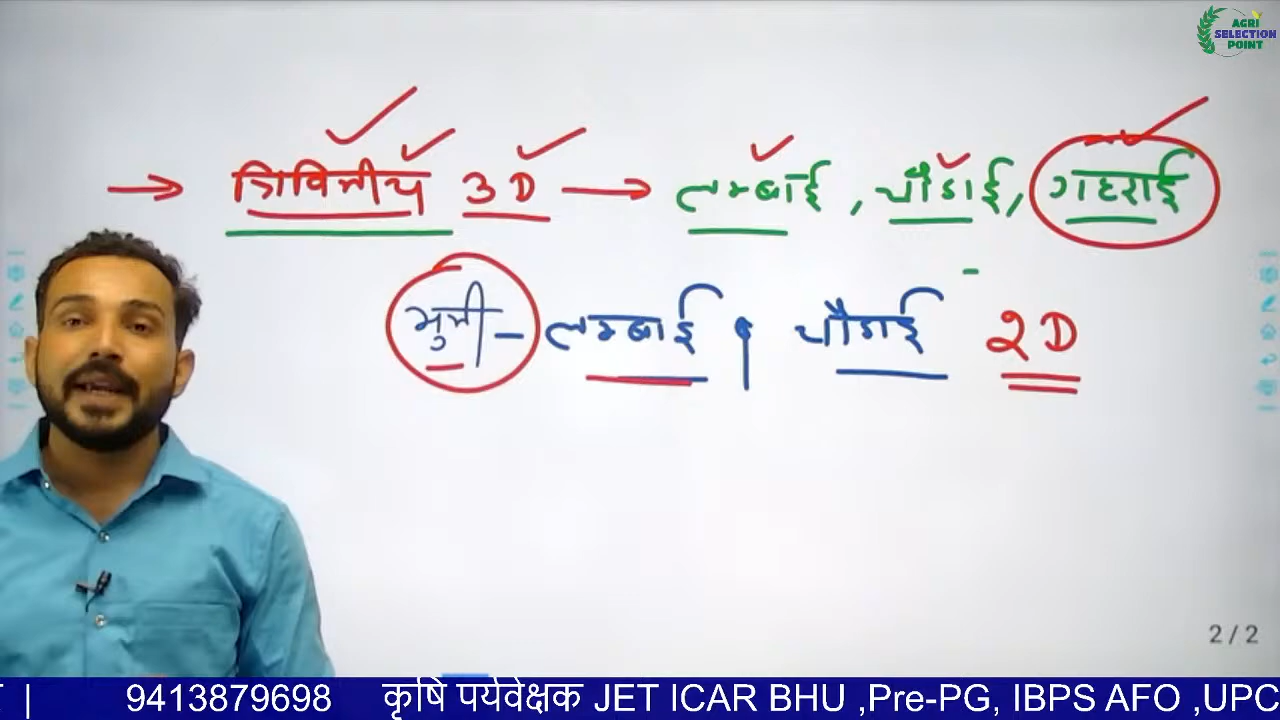 AGRI
SELECTION
POINT
→ त्रिविमीय 3D → लम्बाई, चौडाई, गहराई
भुमी - लम्बाई । चौडाई 2D
2/2
| 9413879698 कृषि पर्यवेक्षक JET ICAR BHU ,Pre-PG, IBPS AFO ,UPC